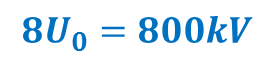 8U₀ = 800kV